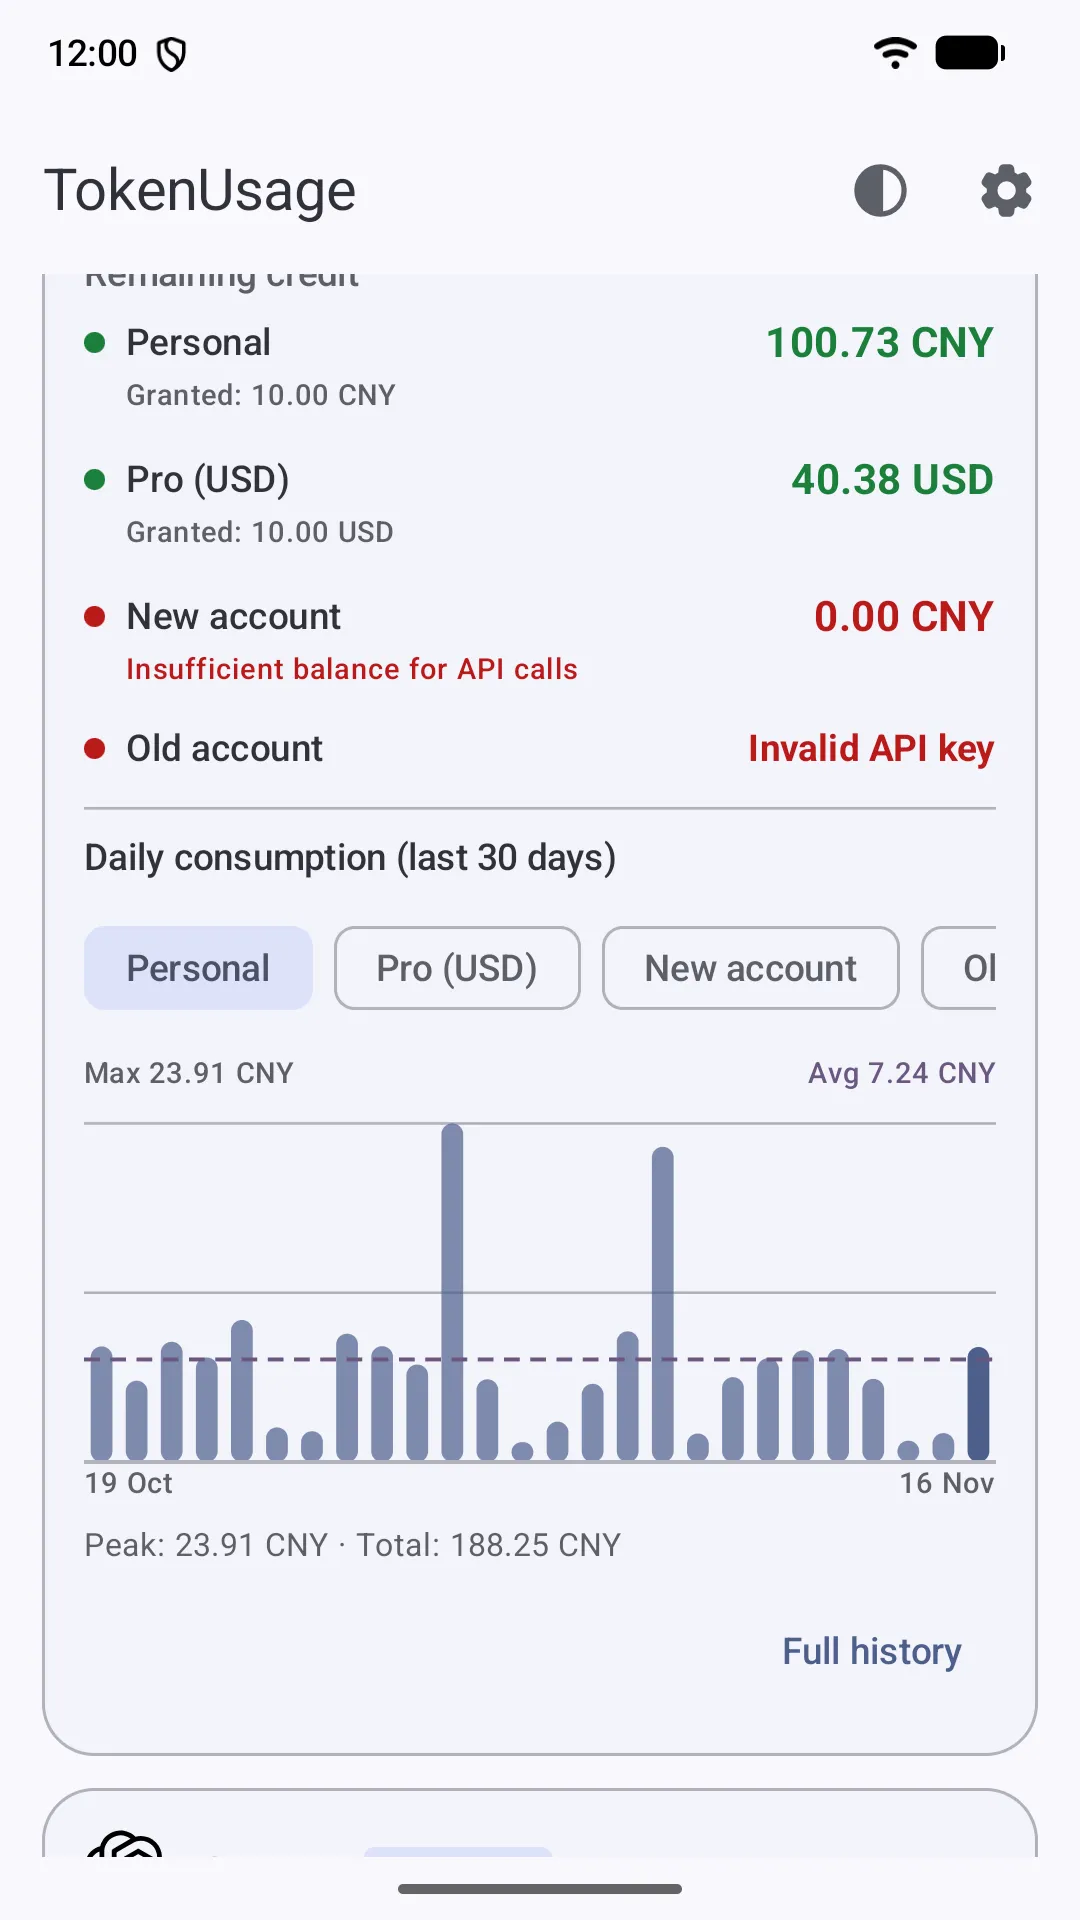 12:00
TokenUsage
Remaining credit
Personal 100.73 CNY
Granted: 10.00 CNY
Pro (USD) 40.38 USD
Granted: 10.00 USD
New account 0.00 CNY
Insufficient balance for API calls
Old account Invalid API key
Daily consumption (last 30 days)
Personal Pro (USD) New account Ol
Max 23.91 CNY Avg 7.24 CNY
19 Oct 16 Nov
Peak: 23.91 CNY · Total: 188.25 CNY
Full history